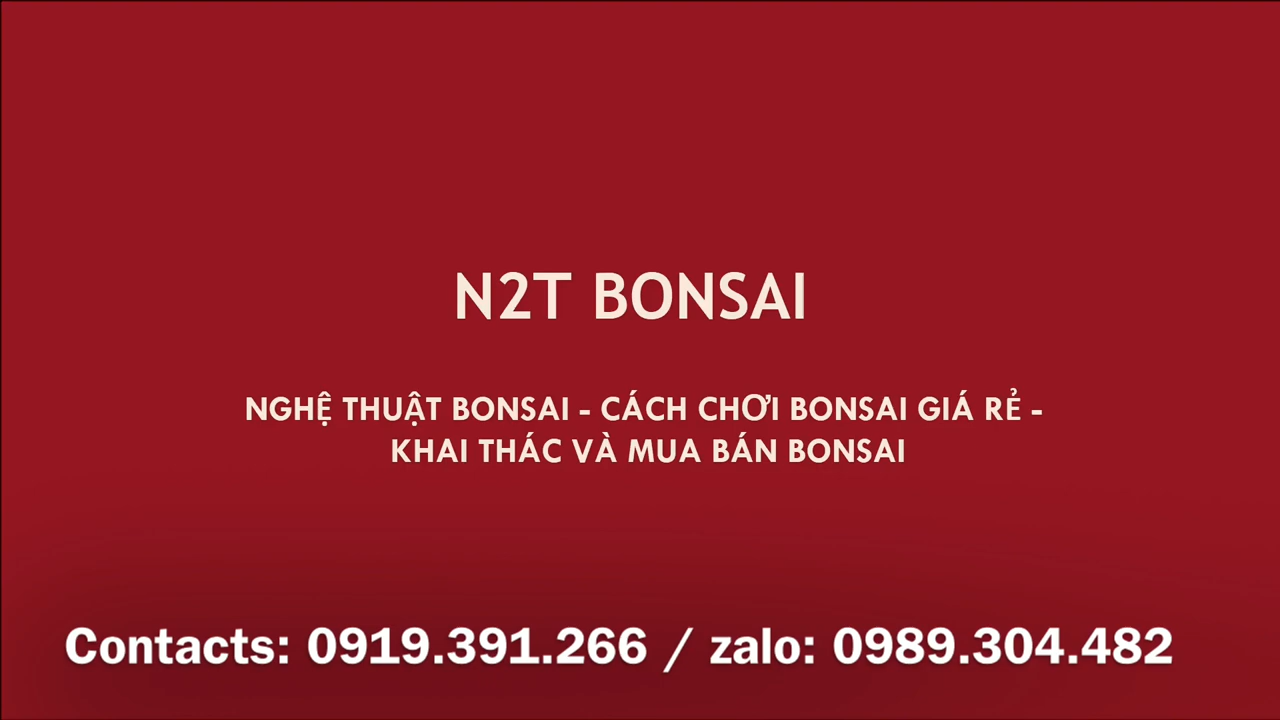 N2T BONSAI
NGHỆ THUẬT BONSAI - CÁCH CHƠI BONSAI GIÁ RẺ -
KHAI THÁC VÀ MUA BÁN BONSAI
Contacts: 0919.391.266 / zalo: 0989.304.482